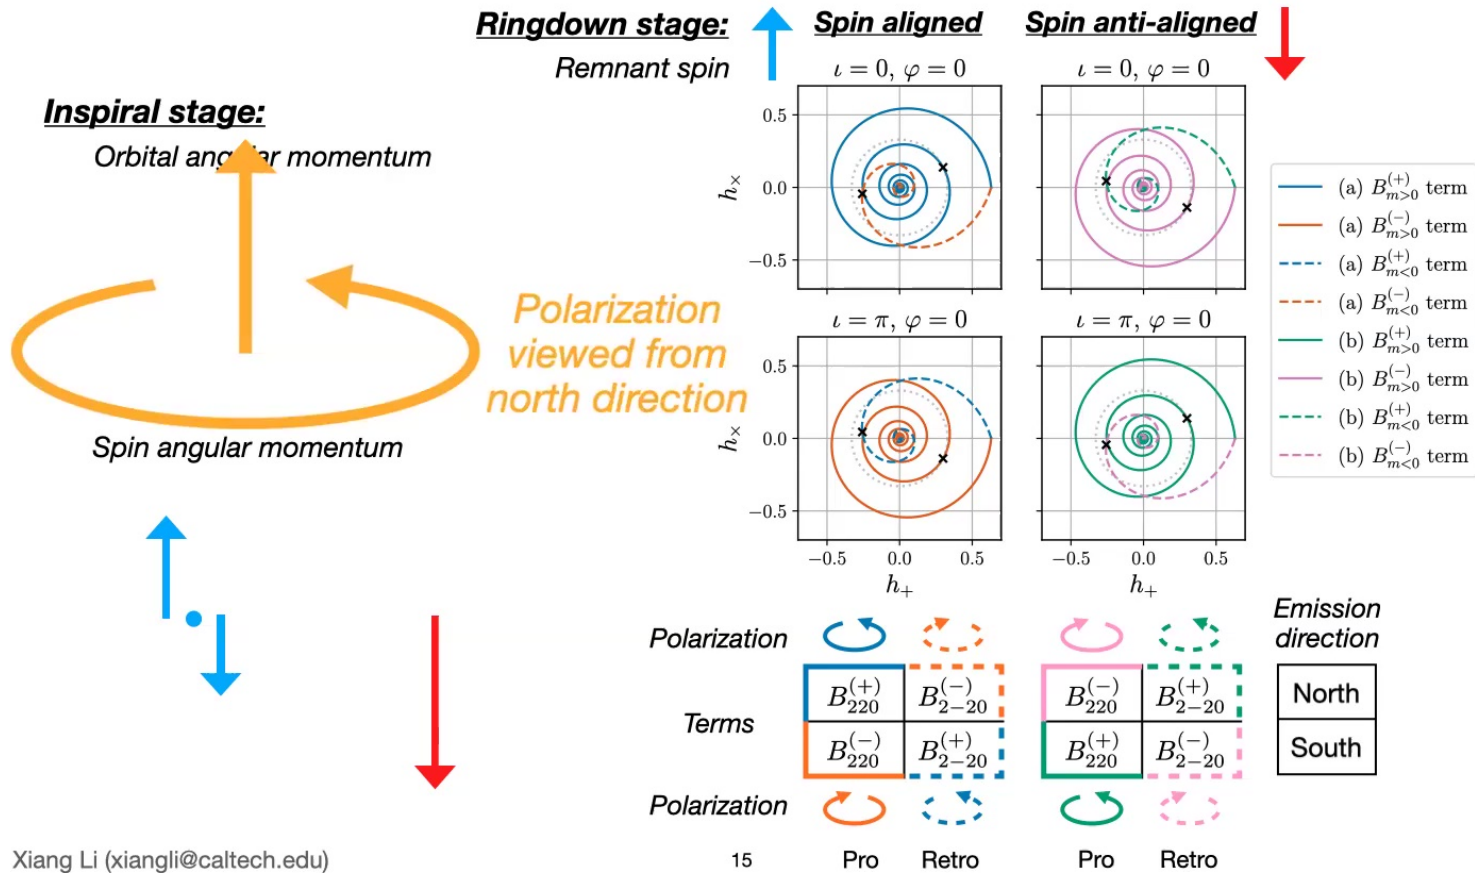 Ringdown stage:
Spin aligned
Spin anti-aligned
Remnant spin
ι = 0, φ = 0
ι = 0, φ = 0
Inspiral stage:
Orbital angular momentum
Polarization
viewed from
north direction
Spin angular momentum
h×
0.5
0.0
−0.5
ι = π, φ = 0
ι = π, φ = 0
h×
0.5
0.0
−0.5
−0.5 0.0 0.5
−0.5 0.0 0.5
h+
h+
(a) B^{(+)}_{m>0} term
(a) B^{(-)}_{m>0} term
(a) B^{(+)}_{m<0} term
(a) B^{(-)}_{m<0} term
(b) B^{(+)}_{m>0} term
(b) B^{(-)}_{m>0} term
(b) B^{(+)}_{m<0} term
(b) B^{(-)}_{m<0} term
Polarization
Emission
direction
Terms
B^{(+)}_{220} B^{(-)}_{2−20}
B^{(-)}_{220} B^{(+)}_{2−20}
B^{(-)}_{220} B^{(+)}_{2−20}
B^{(+)}_{220} B^{(-)}_{2−20}
North
South
Polarization
Pro Retro
Pro Retro
Xiang Li (xiangli@caltech.edu)
15